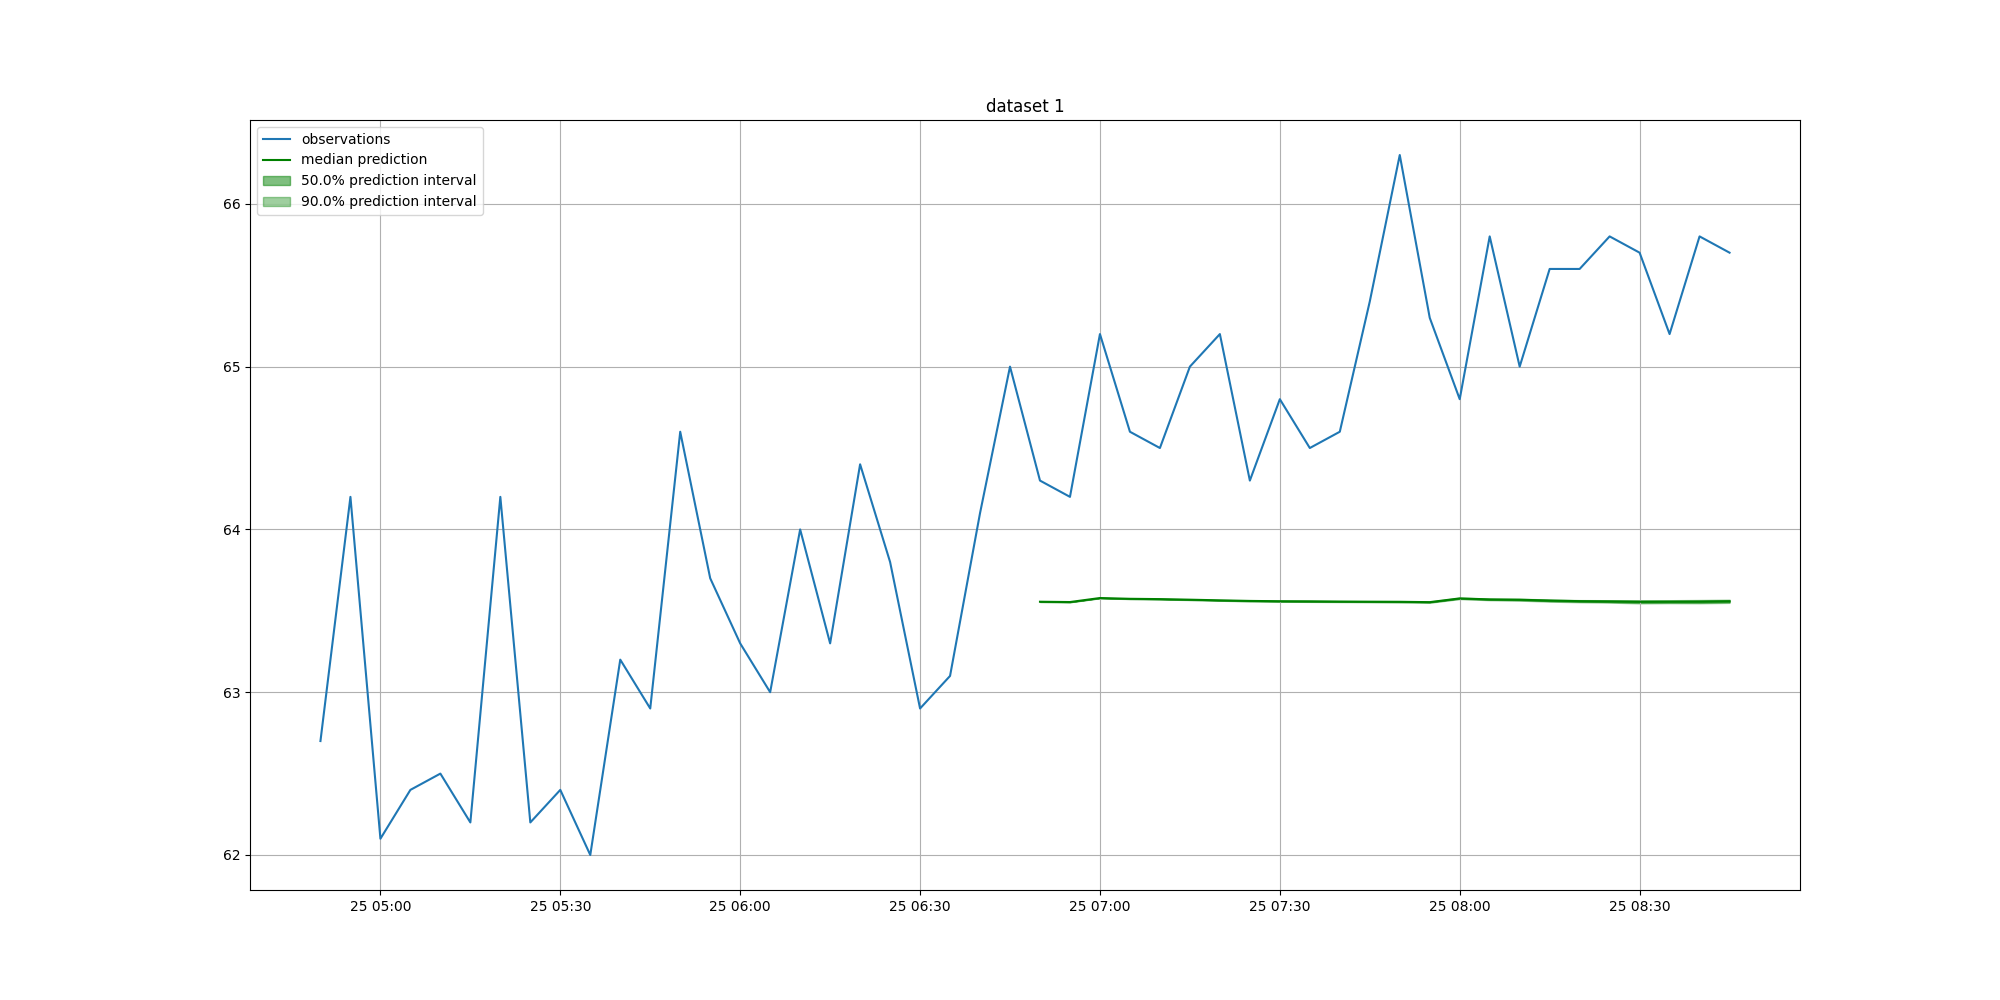 dataset 1
observations
median prediction
50.0% prediction interval
90.0% prediction interval
66
65
64
63
62
25 05:00
25 05:30
25 06:00
25 06:30
25 07:00
25 07:30
25 08:00
25 08:30